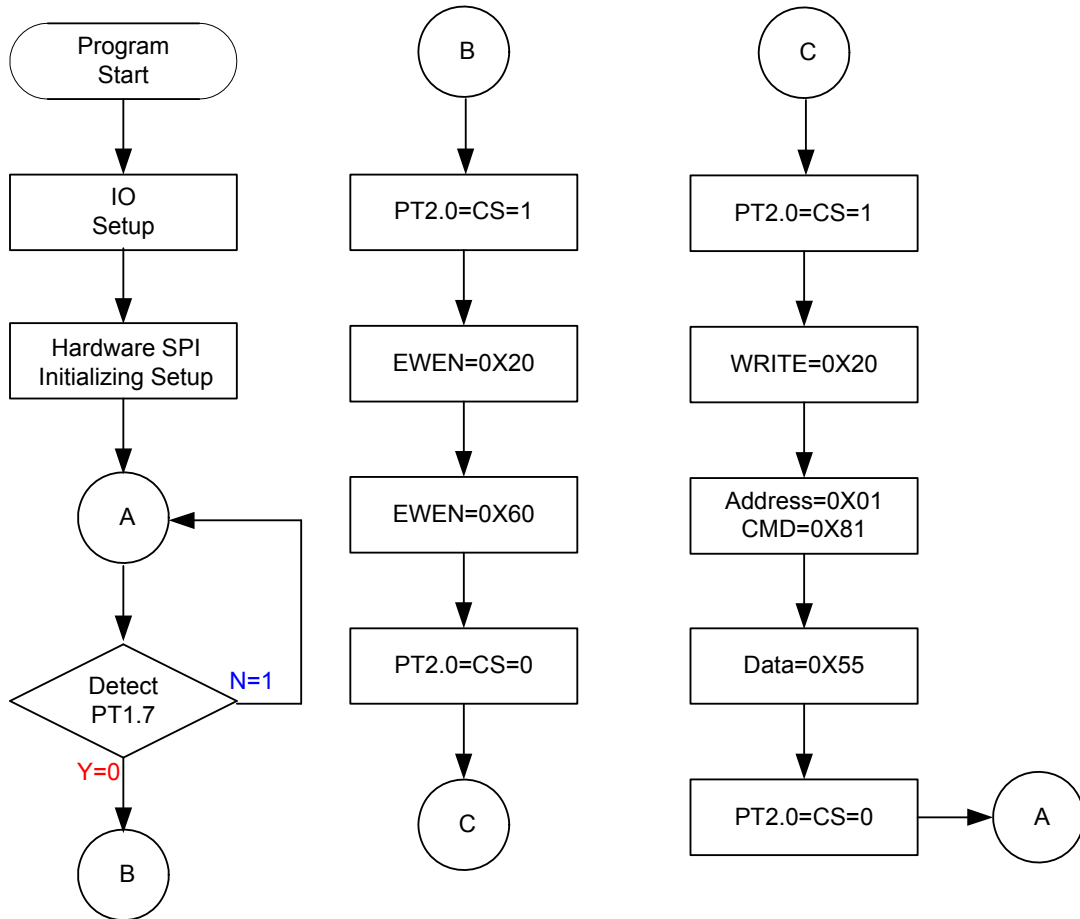 Program
Start
IO
Setup
Hardware SPI
Initializing Setup
A
Detect
PT1.7
N=1
Y=0
B
B
PT2.0=CS=1
EWEN=0X20
EWEN=0X60
PT2.0=CS=0
C
C
PT2.0=CS=1
WRITE=0X20
Address=0X01
CMD=0X81
Data=0X55
PT2.0=CS=0
A